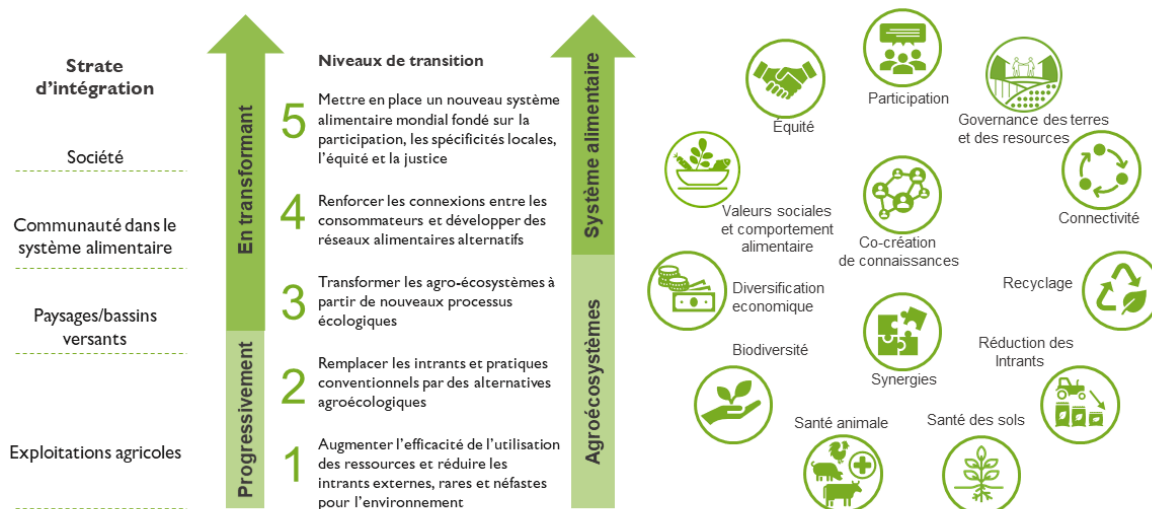 Strate
d'intégration
Société
Communauté dans le
système alimentaire
Paysages/bassins
versants
Exploitations agricoles
En transformant
Progressivement
Niveaux de transition
5
Mettre en place un nouveau système
alimentaire mondial fondé sur la
participation, les spécificités locales,
l'équité et la justice
4
Renforcer les connexions entre les
consommateurs et développer des
réseaux alimentaires alternatifs
3
Transformer les agro-écosystèmes à
partir de nouveaux processus
écologiques
2
Remplacer les intrants et pratiques
conventionnels par des alternatives
agroécologiques
1
Augmenter l'efficacité de l'utilisation
des ressources et réduire les
intrants externes, rares et néfastes
pour l'environnement
Système alimentaire
Agroécosystèmes
Participation
Équité
Governance des terres
et des resources
Valeurs sociales
et comportement
alimentaire
Co-création
de connaissances
Connectivité
Diversification
economique
Recyclage
Biodiversité
Synergies
Réduction des
Intrants
Santé animale
Santé des sols